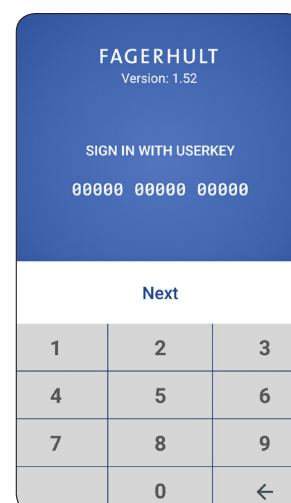 FAGERHULT
Version: 1.52
SIGN IN WITH USERKEY
00000 00000 00000
Next
1 2 3
4 5 6
7 8 9
0 ←